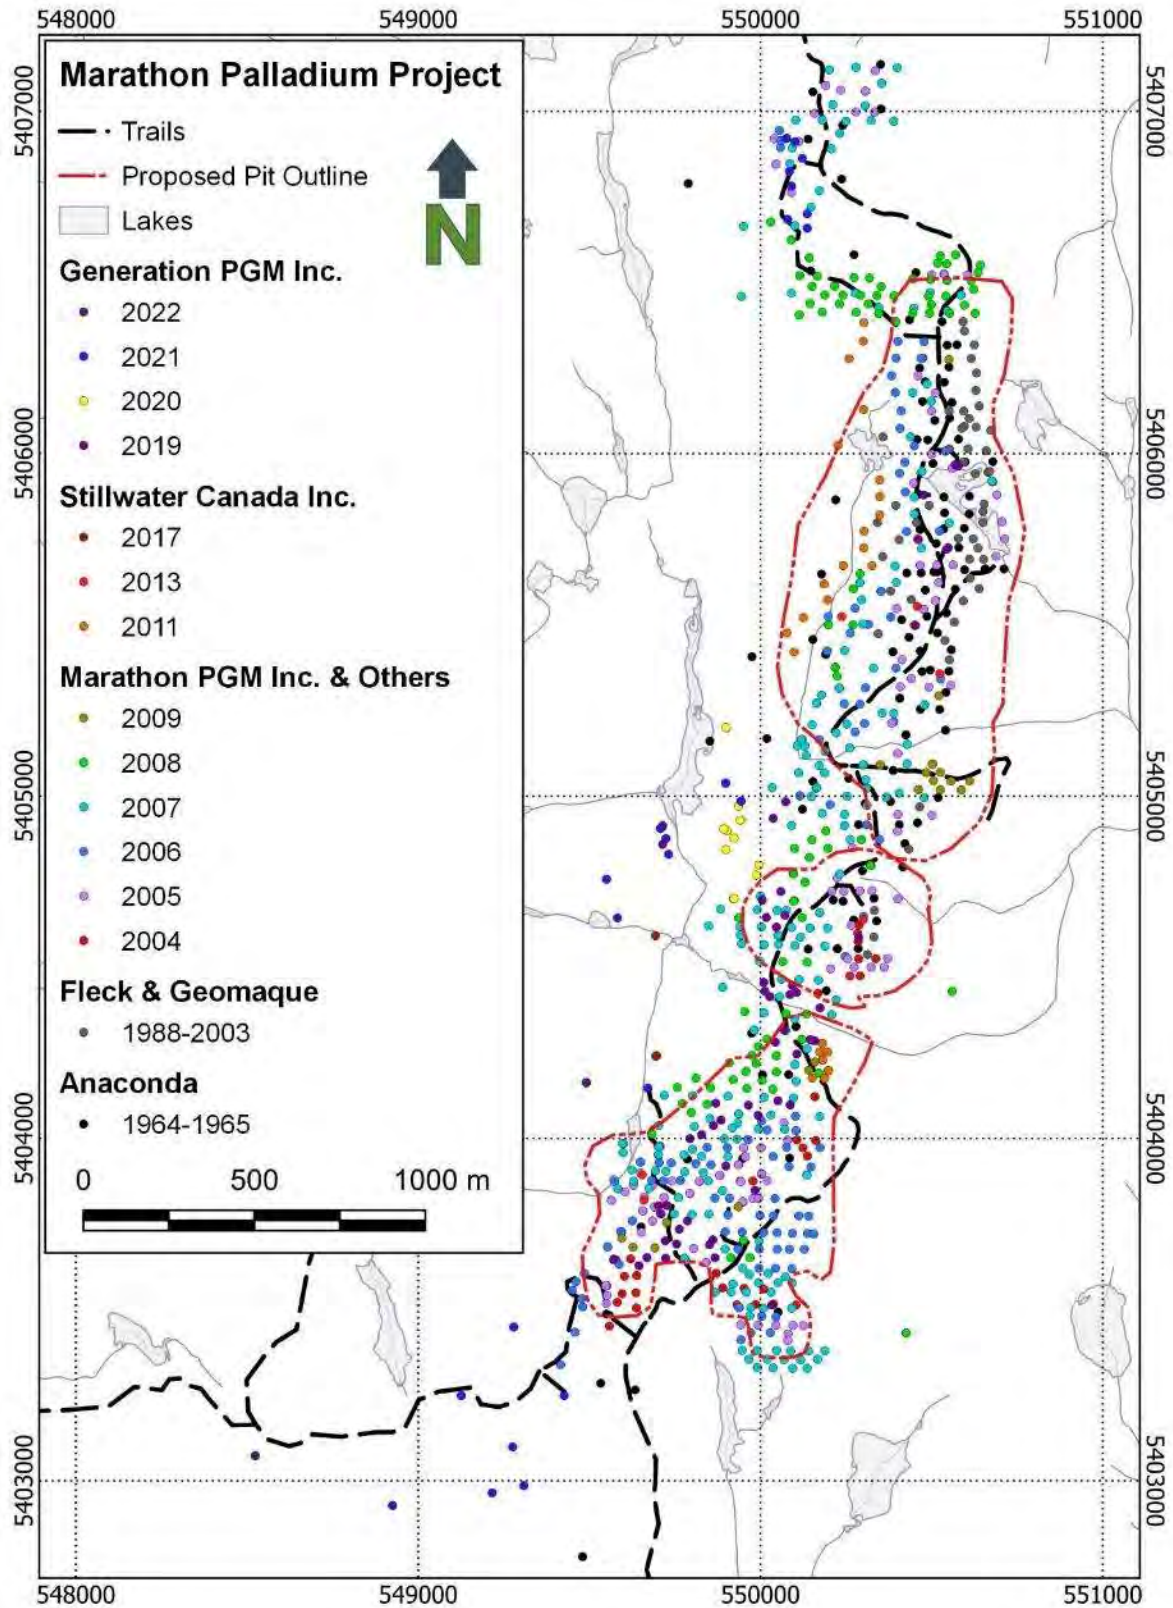 548000 549000 550000 551000
Marathon Palladium Project
Trails
Proposed Pit Outline
Lakes
N
Generation PGM Inc.
2022
2021
2020
2019
Stillwater Canada Inc.
2017
2013
2011
Marathon PGM Inc. & Others
2009
2008
2007
2006
2005
2004
Fleck & Geomaque
1988-2003
Anaconda
1964-1965
0 500 1000 m
5407000
5406000
5405000
5404000
5403000
5407000
5406000
5405000
5404000
5403000
548000 549000 550000 551000